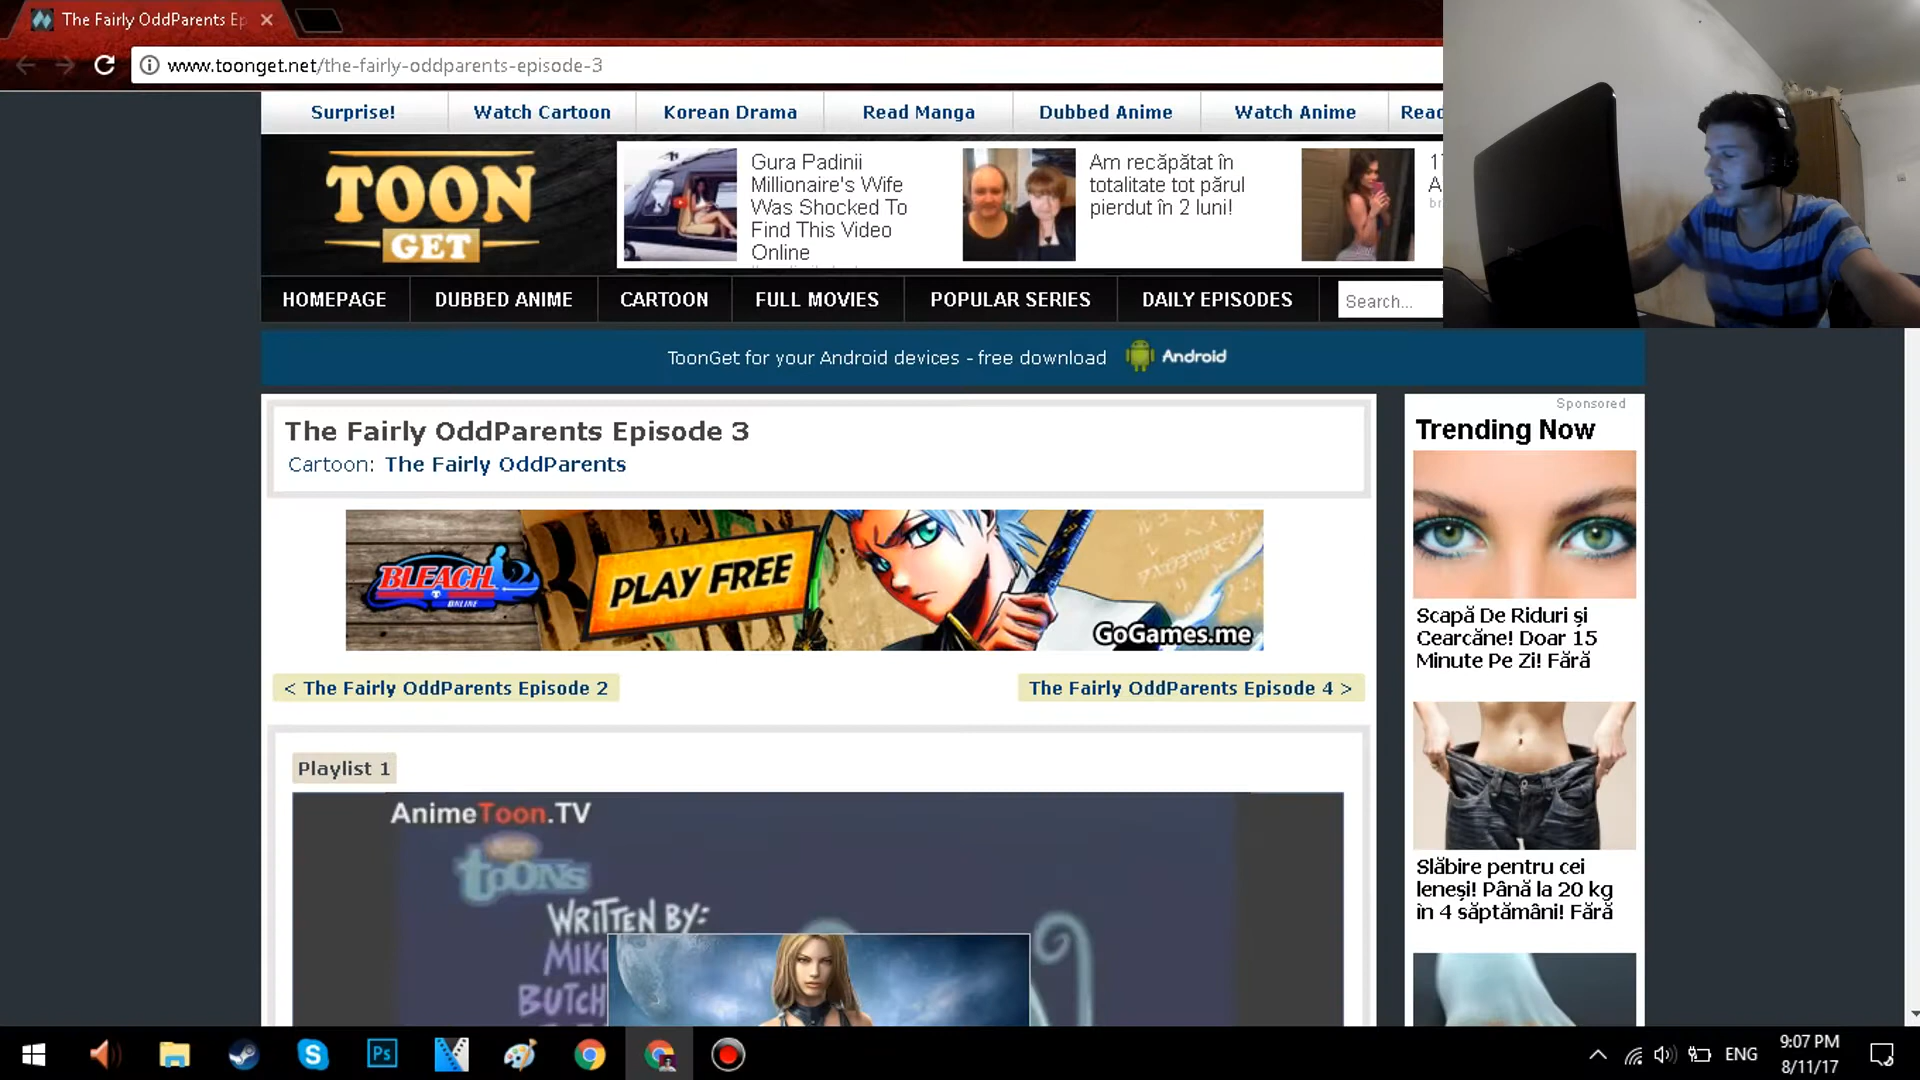 The Fairly OddParents Ep
www.toonget.net/the-fairly-oddparents-episode-3
Surprise!
Watch Cartoon
Korean Drama
Read Manga
Dubbed Anime
Watch Anime
Read
TOON
GET
Gura Padinii
Millionaire's Wife
Was Shocked To
Find This Video
Online
Am recăpătat în
totalitate tot părul
pierdut în 2 luni!
HOMEPAGE
DUBBED ANIME
CARTOON
FULL MOVIES
POPULAR SERIES
DAILY EPISODES
Search...
ToonGet for your Android devices - free download
Android
The Fairly OddParents Episode 3
Cartoon: The Fairly OddParents
BLEACH
ONLINE
PLAY FREE
GoGames.me
< The Fairly OddParents Episode 2
The Fairly OddParents Episode 4 >
Playlist 1
AnimeToon.TV
toons
WRITTEN BY:
MIK
BUTCH
Sponsored
Trending Now
Scapă De Riduri și
Cearcăne! Doar 15
Minute Pe Zi! Fără
Slăbire pentru cei
leneși! Până la 20 kg
în 4 săptămâni! Fără
Ps
ENG
9:07 PM
8/11/17